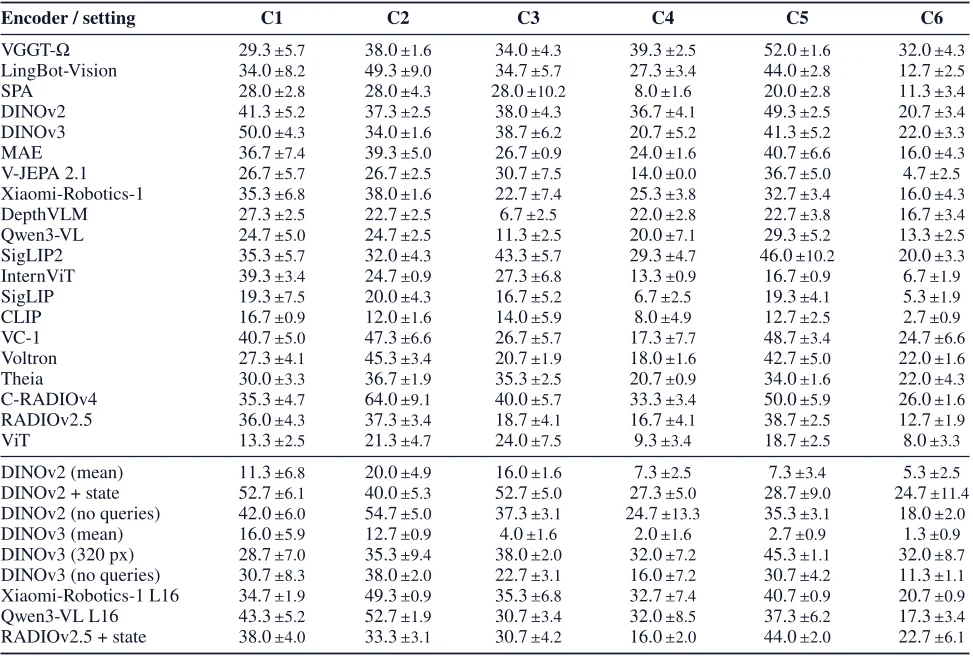 Encoder / setting C1 C2 C3 C4 C5 C6
VGGT-Ω 29.3 ±5.7 38.0 ±1.6 34.0 ±4.3 39.3 ±2.5 52.0 ±1.6 32.0 ±4.3
LingBot-Vision 34.0 ±8.2 49.3 ±9.0 34.7 ±5.7 27.3 ±3.4 44.0 ±2.8 12.7 ±2.5
SPA 28.0 ±2.8 28.0 ±4.3 28.0 ±10.2 8.0 ±1.6 20.0 ±2.8 11.3 ±3.4
DINOv2 41.3 ±5.2 37.3 ±2.5 38.0 ±4.3 36.7 ±4.1 49.3 ±2.5 20.7 ±3.4
DINOv3 50.0 ±4.3 34.0 ±1.6 38.7 ±6.2 20.7 ±5.2 41.3 ±5.2 22.0 ±3.3
MAE 36.7 ±7.4 39.3 ±5.0 26.7 ±0.9 24.0 ±1.6 40.7 ±6.6 16.0 ±4.3
V-JEPA 2.1 26.7 ±5.7 26.7 ±2.5 30.7 ±7.5 14.0 ±0.0 36.7 ±5.0 4.7 ±2.5
Xiaomi-Robotics-1 35.3 ±6.8 38.0 ±1.6 22.7 ±7.4 25.3 ±3.8 32.7 ±3.4 16.0 ±4.3
DepthVLM 27.3 ±2.5 22.7 ±2.5 6.7 ±2.5 22.0 ±2.8 22.7 ±3.8 16.7 ±3.4
Qwen3-VL 24.7 ±5.0 24.7 ±2.5 11.3 ±2.5 20.0 ±7.1 29.3 ±5.2 13.3 ±2.5
SigLIP2 35.3 ±5.7 32.0 ±4.3 43.3 ±5.7 29.3 ±4.7 46.0 ±10.2 20.0 ±3.3
InternViT 39.3 ±3.4 24.7 ±0.9 27.3 ±6.8 13.3 ±0.9 16.7 ±0.9 6.7 ±1.9
SigLIP 19.3 ±7.5 20.0 ±4.3 16.7 ±5.2 6.7 ±2.5 19.3 ±4.1 5.3 ±1.9
CLIP 16.7 ±0.9 12.0 ±1.6 14.0 ±5.9 8.0 ±4.9 12.7 ±2.5 2.7 ±0.9
VC-1 40.7 ±5.0 47.3 ±6.6 26.7 ±5.7 17.3 ±7.7 48.7 ±3.4 24.7 ±6.6
Voltron 27.3 ±4.1 45.3 ±3.4 20.7 ±1.9 18.0 ±1.6 42.7 ±5.0 22.0 ±1.6
Theia 30.0 ±3.3 36.7 ±1.9 35.3 ±2.5 20.7 ±0.9 34.0 ±1.6 22.0 ±4.3
C-RADIOv4 35.3 ±4.7 64.0 ±9.1 40.0 ±5.7 33.3 ±3.4 50.0 ±5.9 26.0 ±1.6
RADIOv2.5 36.0 ±4.3 37.3 ±3.4 18.7 ±4.1 16.7 ±4.1 38.7 ±2.5 12.7 ±1.9
ViT 13.3 ±2.5 21.3 ±4.7 24.0 ±7.5 9.3 ±3.4 18.7 ±2.5 8.0 ±3.3
DINOv2 (mean) 11.3 ±6.8 20.0 ±4.9 16.0 ±1.6 7.3 ±2.5 7.3 ±3.4 5.3 ±2.5
DINOv2 + state 52.7 ±6.1 40.0 ±5.3 52.7 ±5.0 27.3 ±5.0 28.7 ±9.0 24.7 ±11.4
DINOv2 (no queries) 42.0 ±6.0 54.7 ±5.0 37.3 ±3.1 24.7 ±13.3 35.3 ±3.1 18.0 ±2.0
DINOv3 (mean) 16.0 ±5.9 12.7 ±0.9 4.0 ±1.6 2.0 ±1.6 2.7 ±0.9 1.3 ±0.9
DINOv3 (320 px) 28.7 ±7.0 35.3 ±9.4 38.0 ±2.0 32.0 ±7.2 45.3 ±1.1 32.0 ±8.7
DINOv3 (no queries) 30.7 ±8.3 38.0 ±2.0 22.7 ±3.1 16.0 ±7.2 30.7 ±4.2 11.3 ±1.1
Xiaomi-Robotics-1 L16 34.7 ±1.9 49.3 ±0.9 35.3 ±6.8 32.7 ±7.4 40.7 ±0.9 20.7 ±0.9
Qwen3-VL L16 43.3 ±5.2 52.7 ±1.9 30.7 ±3.4 32.0 ±8.5 37.3 ±6.2 17.3 ±3.4
RADIOv2.5 + state 38.0 ±4.0 33.3 ±3.1 30.7 ±4.2 16.0 ±2.0 44.0 ±2.0 22.7 ±6.1